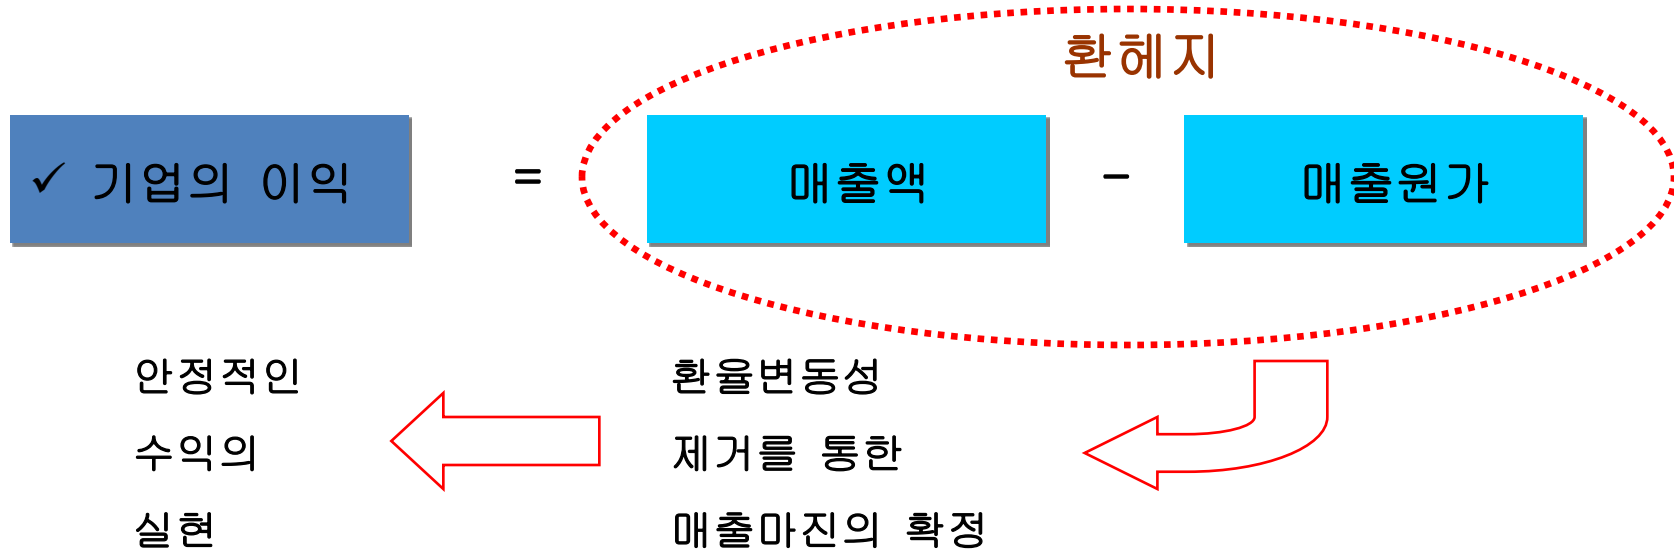 환헤지
✓ 기업의 이익 = 매출액 - 매출원가
안정적인
수익의
실현
환율변동성
제거를 통한
매출마진의 확정